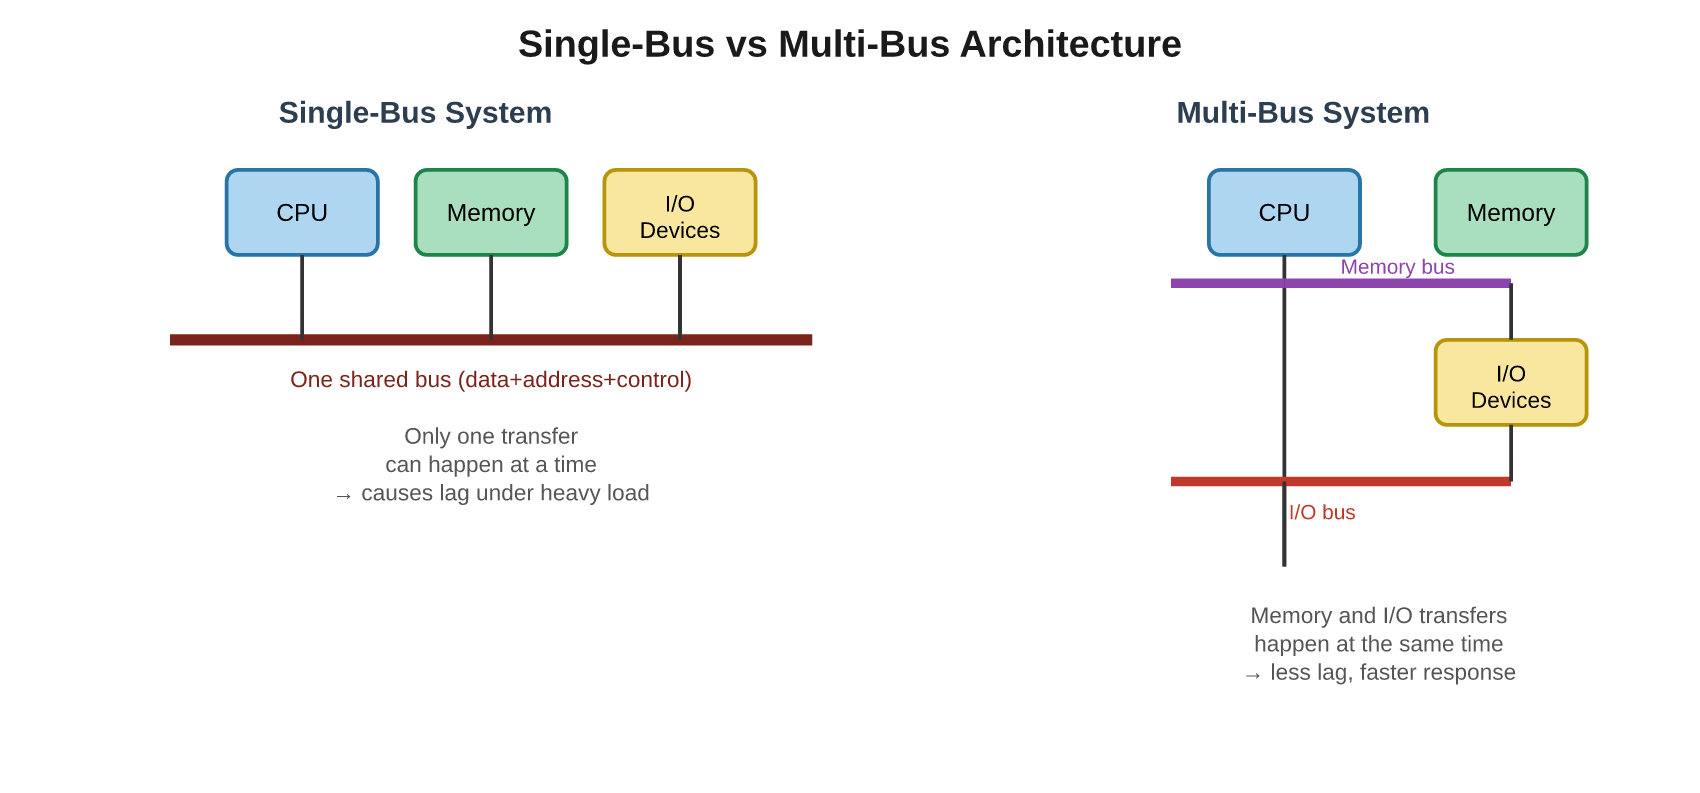 Single-Bus vs Multi-Bus Architecture
Single-Bus System
CPU
Memory
I/O
Devices
One shared bus (data+address+control)
Only one transfer
can happen at a time
→ causes lag under heavy load
Multi-Bus System
CPU
Memory
Memory bus
I/O
Devices
I/O bus
Memory and I/O transfers
happen at the same time
→ less lag, faster response